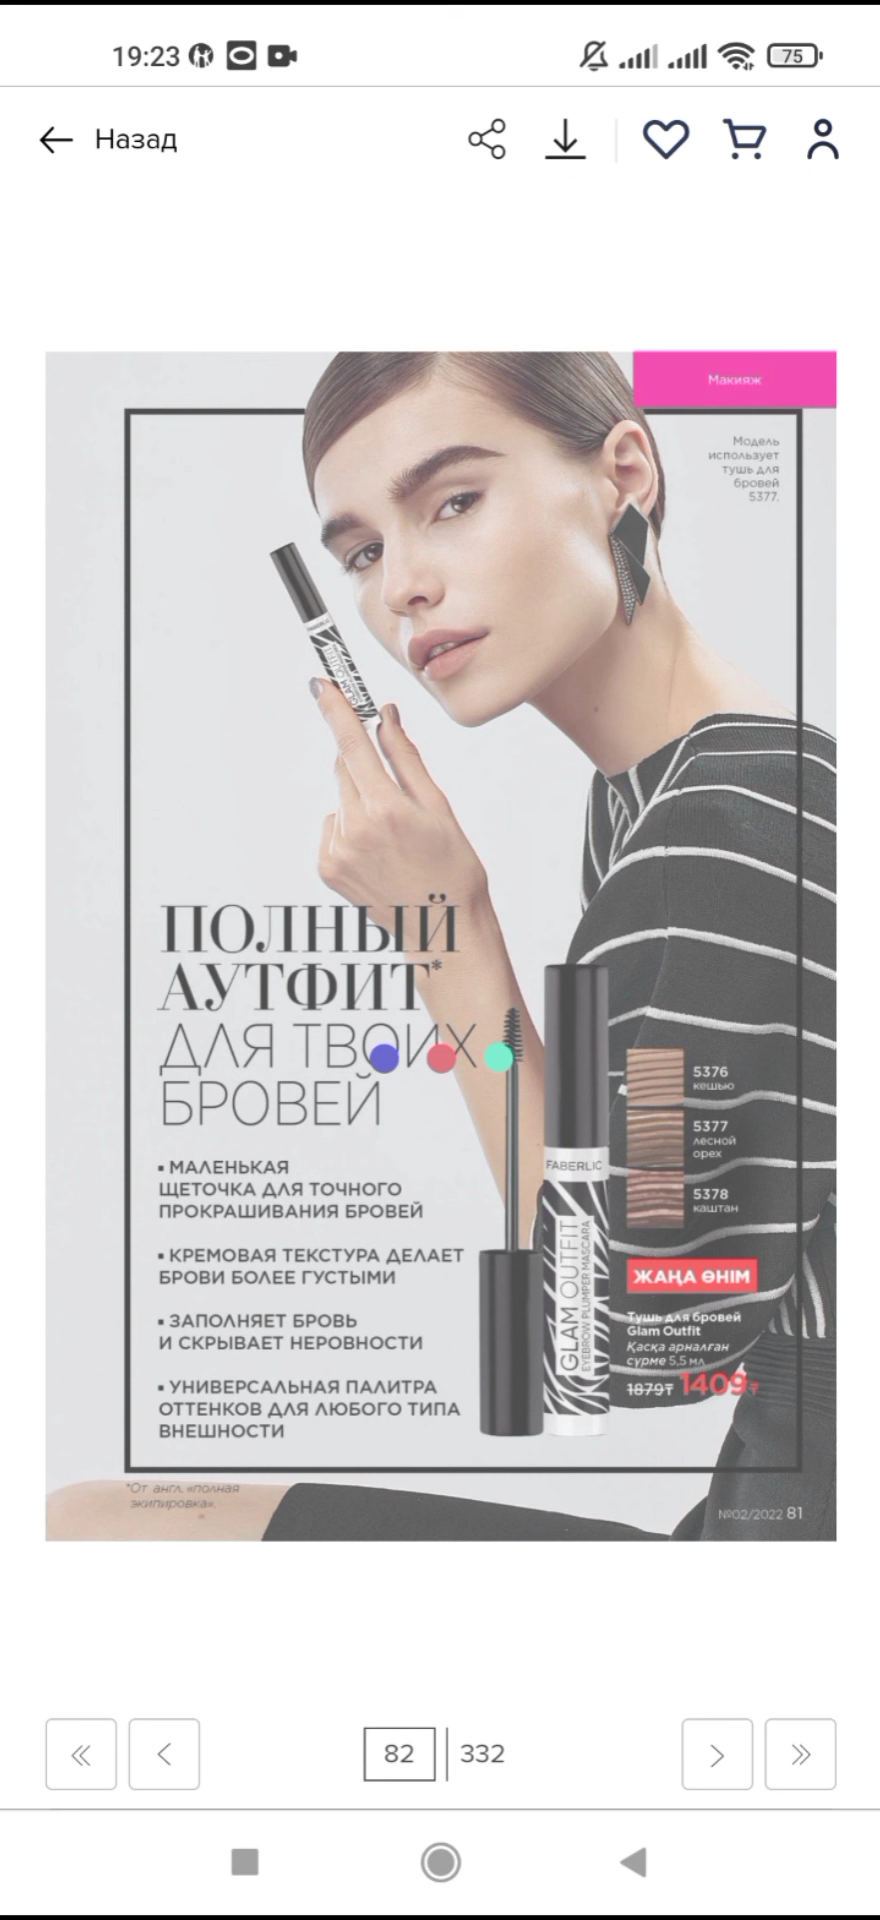 19:23
75
Назад
Макияж
Модель
использует
тушь для
бровей
5377.
FABERLIC
GLAM OUTFIT
ПОЛНЫЙ
АУТФИТ*
ДЛЯ ТВОИХ
БРОВЕЙ
▪ МАЛЕНЬКАЯ
ЩЕТОЧКА ДЛЯ ТОЧНОГО
ПРОКРАШИВАНИЯ БРОВЕЙ
▪ КРЕМОВАЯ ТЕКСТУРА ДЕЛАЕТ
БРОВИ БОЛЕЕ ГУСТЫМИ
▪ ЗАПОЛНЯЕТ БРОВЬ
И СКРЫВАЕТ НЕРОВНОСТИ
▪ УНИВЕРСАЛЬНАЯ ПАЛИТРА
ОТТЕНКОВ ДЛЯ ЛЮБОГО ТИПА
ВНЕШНОСТИ
FABERLIC
GLAM OUTFIT
EYEBROW PLUMPER MASCARA
5376
кешью
5377
лесной
орех
5378
каштан
ЖАҢА ӨНІМ
Тушь для бровей
Glam Outfit
Қасқа арналған
сүрме 5,5 мл
1879₸ 1409₸
*От англ. «полная
экипировка».
№02/2022 81
82 | 332